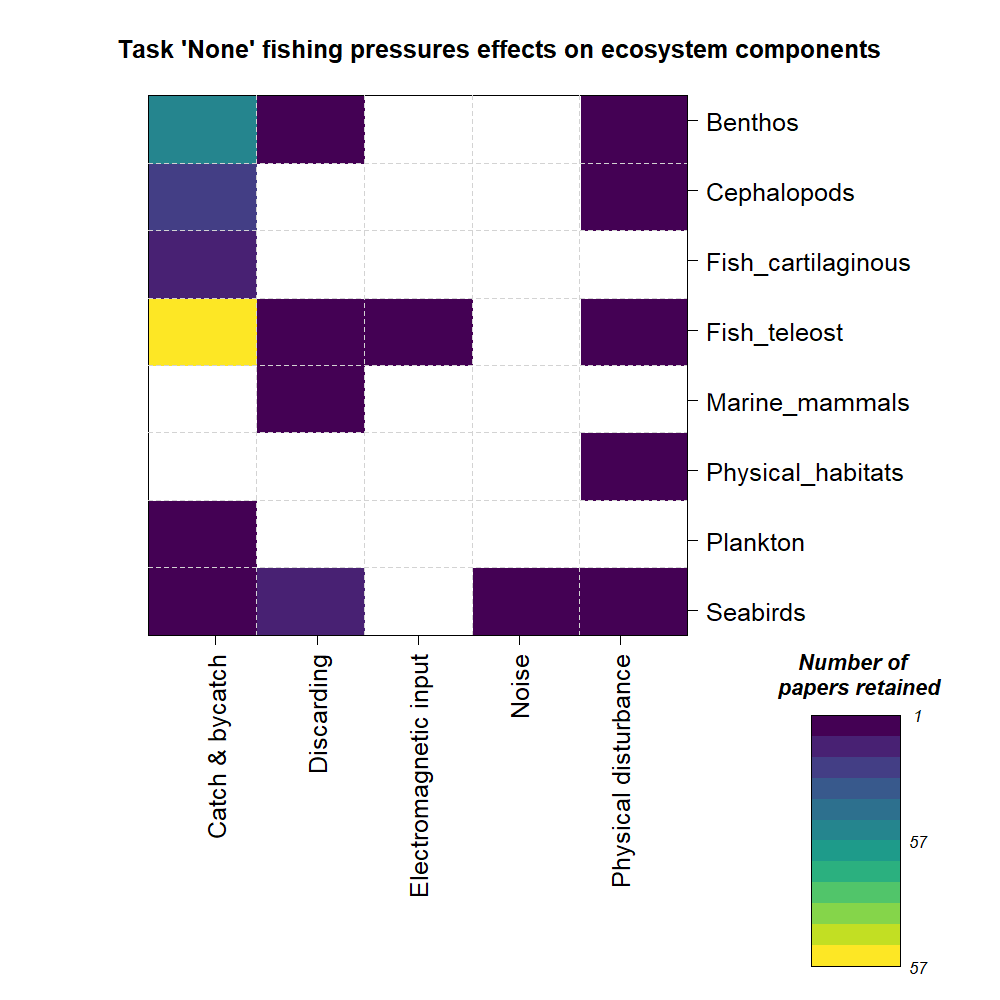 Task 'None' fishing pressures effects on ecosystem components
Benthos
Cephalopods
Fish_cartilaginous
Fish_teleost
Marine_mammals
Physical_habitats
Plankton
Seabirds
Catch & bycatch
Discarding
Electromagnetic input
Noise
Physical disturbance
Number of
papers retained
1
57
57